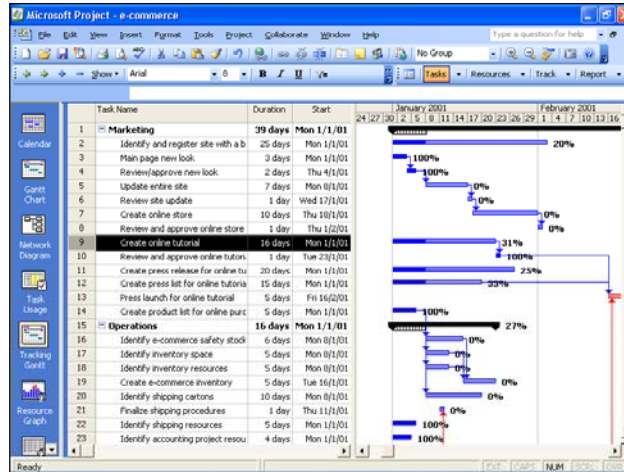 Microsoft Project - e-commerce
File Edit View Insert Format Tools Project Collaborate Window Help Type a question for help
No Group
Show Arial 8 B I U Tasks Resources Track Report
Task Name Duration Start January 2001 February 2001
24 27 30 2 5 8 11 14 17 20 23 26 29 1 4 7 10 13 16
1 Marketing 39 days Mon 1/1/01
2 Identify and register site with a b 25 days Mon 1/1/01 20%
3 Main page new look 3 days Mon 1/1/01 100%
4 Review/approve new look 2 days Thu 4/1/01 100%
5 Update entire site 7 days Mon 8/1/01 0%
6 Review site update 1 day Wed 17/1/01 0%
7 Create online store 10 days Thu 18/1/01 0%
8 Review and approve online store 1 day Thu 1/2/01 0%
9 Create online tutorial 16 days Mon 1/1/01 31%
10 Review and approve online tutori 1 day Tue 23/1/01 100%
11 Create press release for online tu 20 days Mon 1/1/01 25%
12 Create press list for online tutoria 15 days Mon 1/1/01 33%
13 Press launch for online tutorial 5 days Fri 16/2/01
14 Create product list for online purc 5 days Mon 1/1/01 100%
15 Operations 16 days Mon 1/1/01 27%
16 Identify e-commerce safety stock 6 days Mon 8/1/01 0%
17 Identify inventory space 5 days Mon 8/1/01 0%
18 Identify inventory resources 5 days Mon 8/1/01 0%
19 Create e-commerce inventory 5 days Tue 16/1/01 0%
20 Identify shipping cartons 10 days Mon 8/1/01 0%
21 Finalize shipping procedures 1 day Thu 11/1/01 0%
22 Identify shipping resources 5 days Mon 1/1/01 100%
23 Identify accounting project resou 4 days Mon 1/1/01 100%
Calendar
Gantt
Chart
Network
Diagram
Task
Usage
Tracking
Gantt
Resource
Graph
Ready EXT CAPS NUM SCRL OVR